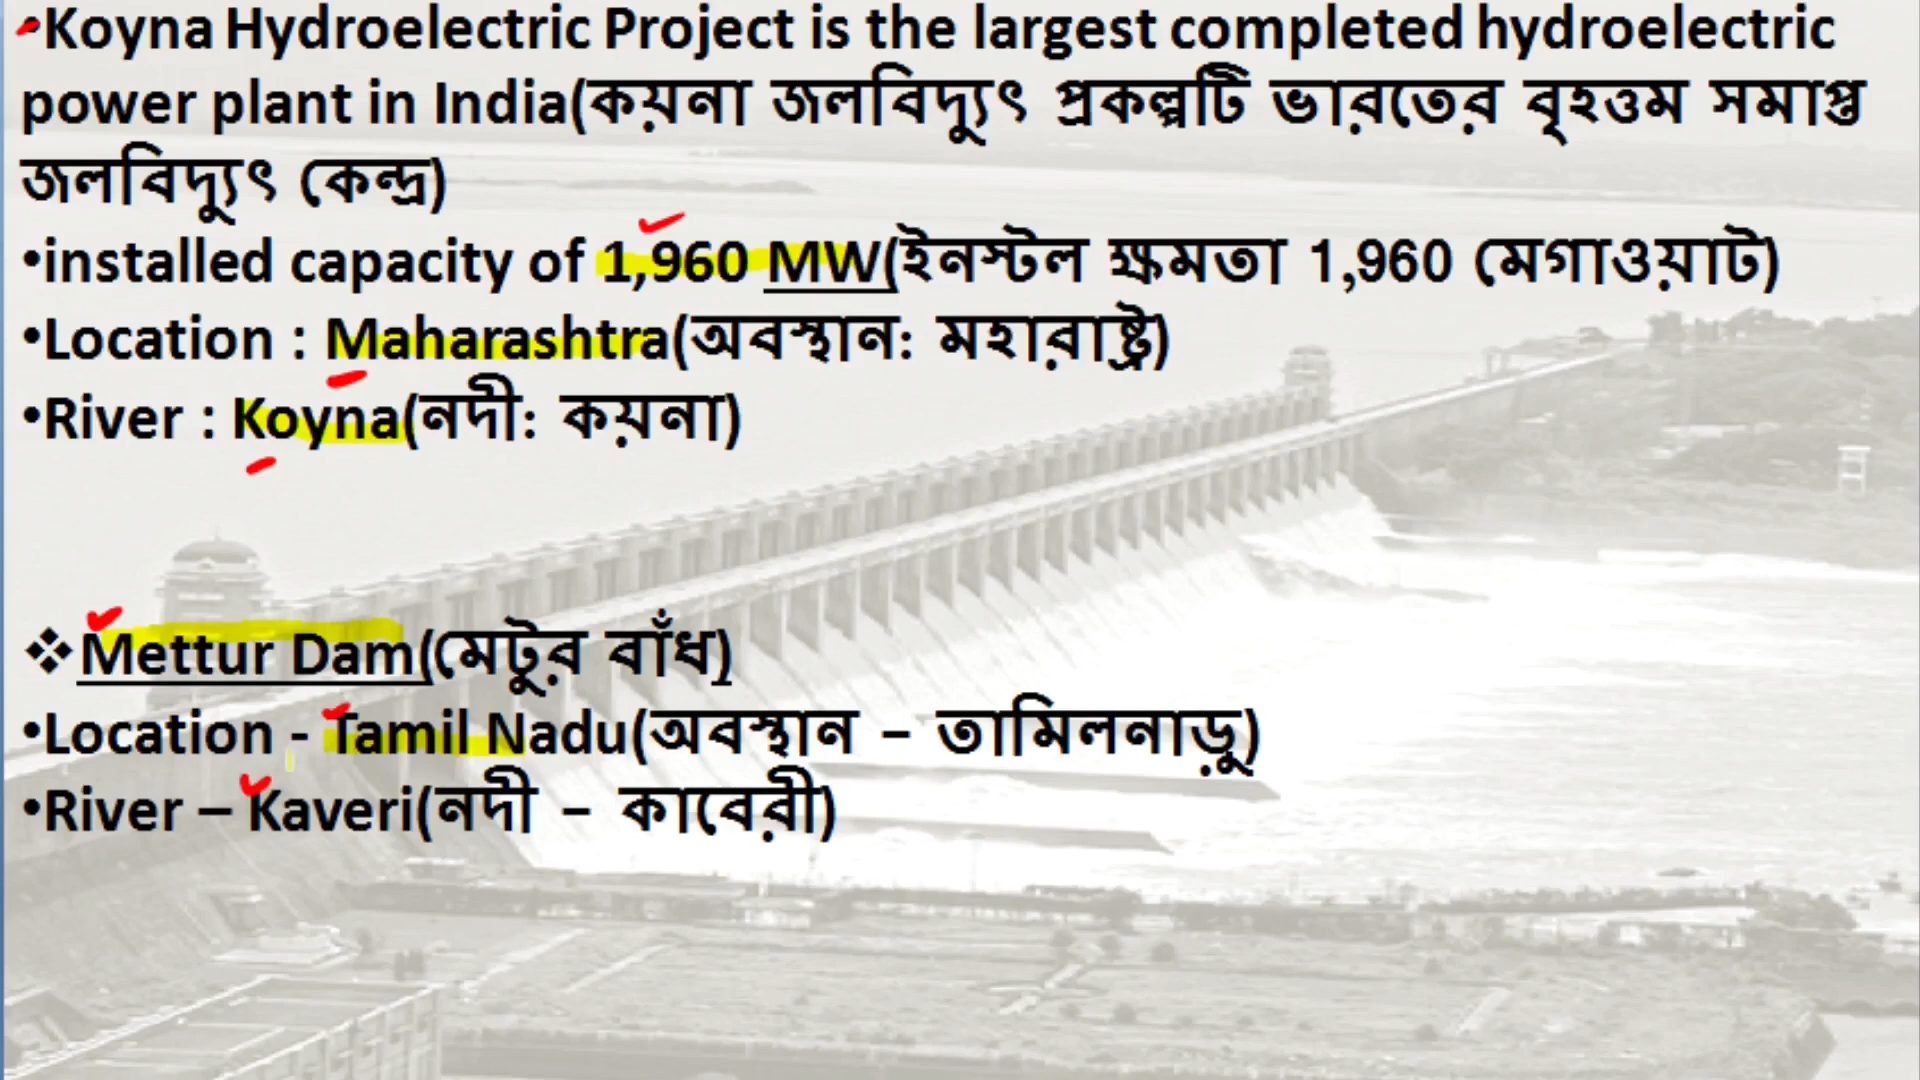 •Koyna Hydroelectric Project is the largest completed hydroelectric
power plant in India(কয়না জলবিদ্যুৎ প্রকল্পটি ভারতের বৃহত্তম সমাপ্ত
জলবিদ্যুৎ কেন্দ্র)
•installed capacity of 1,960 MW(ইনস্টল ক্ষমতা 1,960 মেগাওয়াট)
•Location : Maharashtra(অবস্থান: মহারাষ্ট্র)
•River : Koyna(নদী: কয়না)
❖Mettur Dam(মেটুর বাঁধ)
•Location - Tamil Nadu(অবস্থান – তামিলনাড়ু)
•River – Kaveri(নদী – কাবেরী)